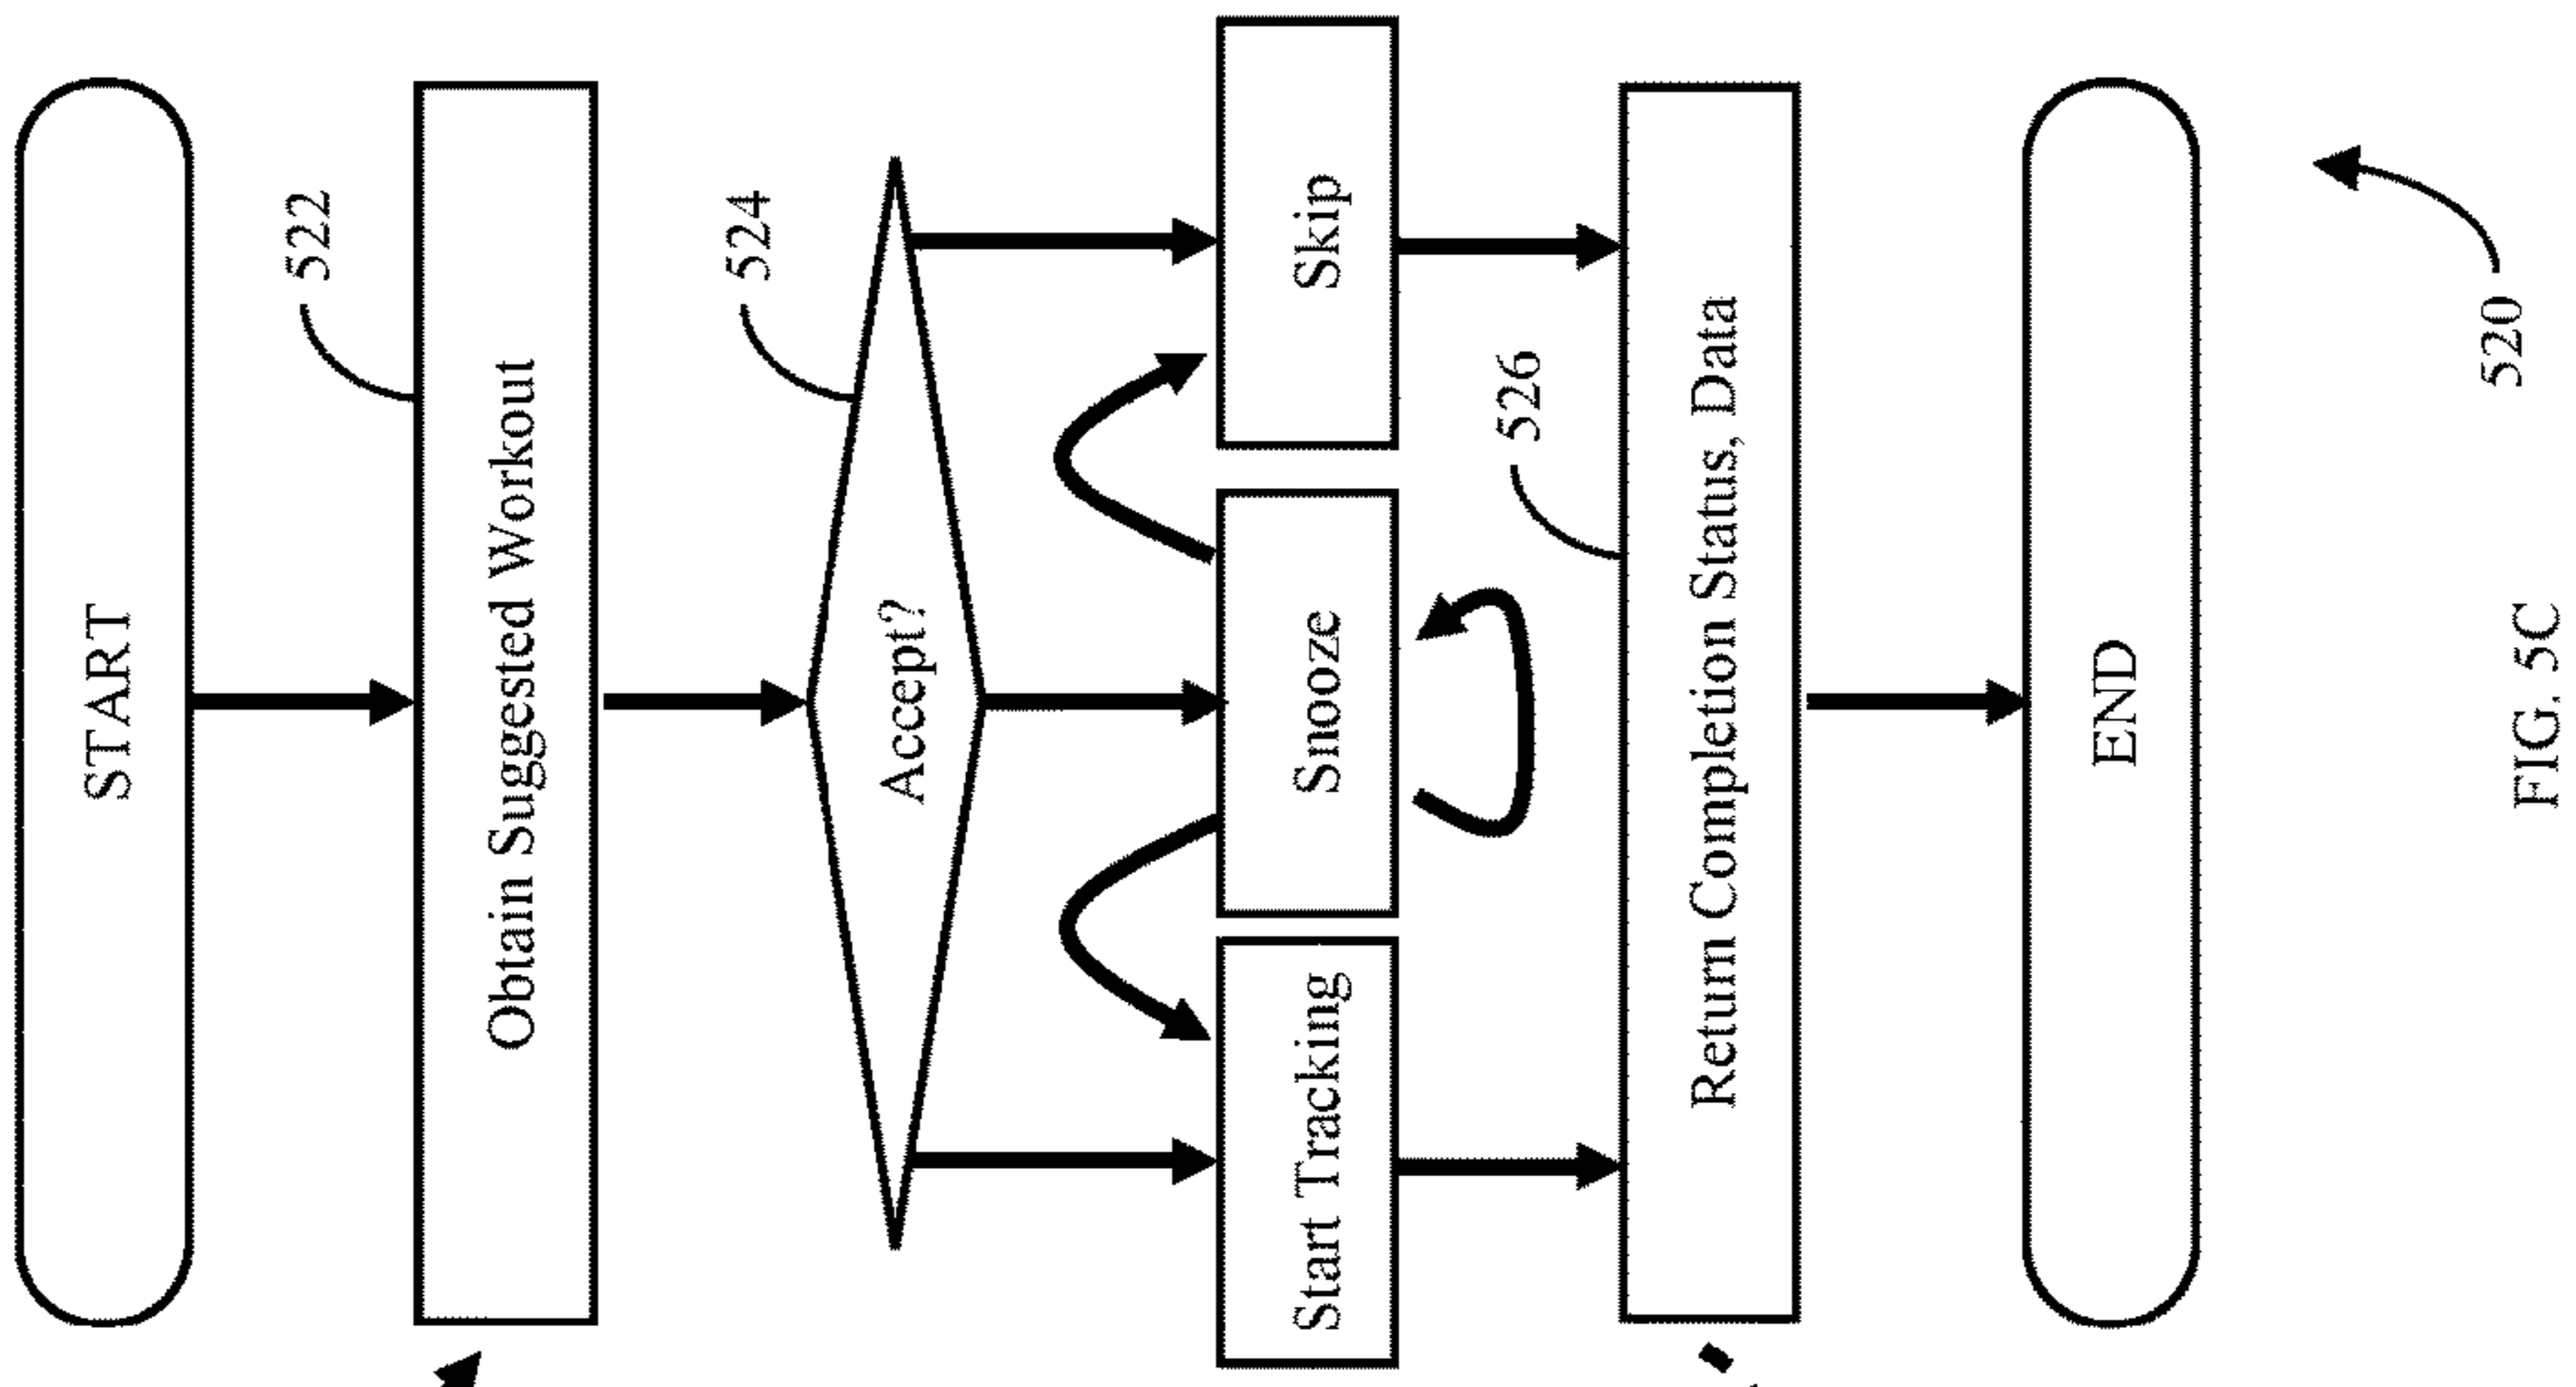 START
522
Obtain Suggested Workout
524
Accept?
Start Tracking
Snooze
Skip
526
Return Completion Status, Data
END
520
FIG. 5C